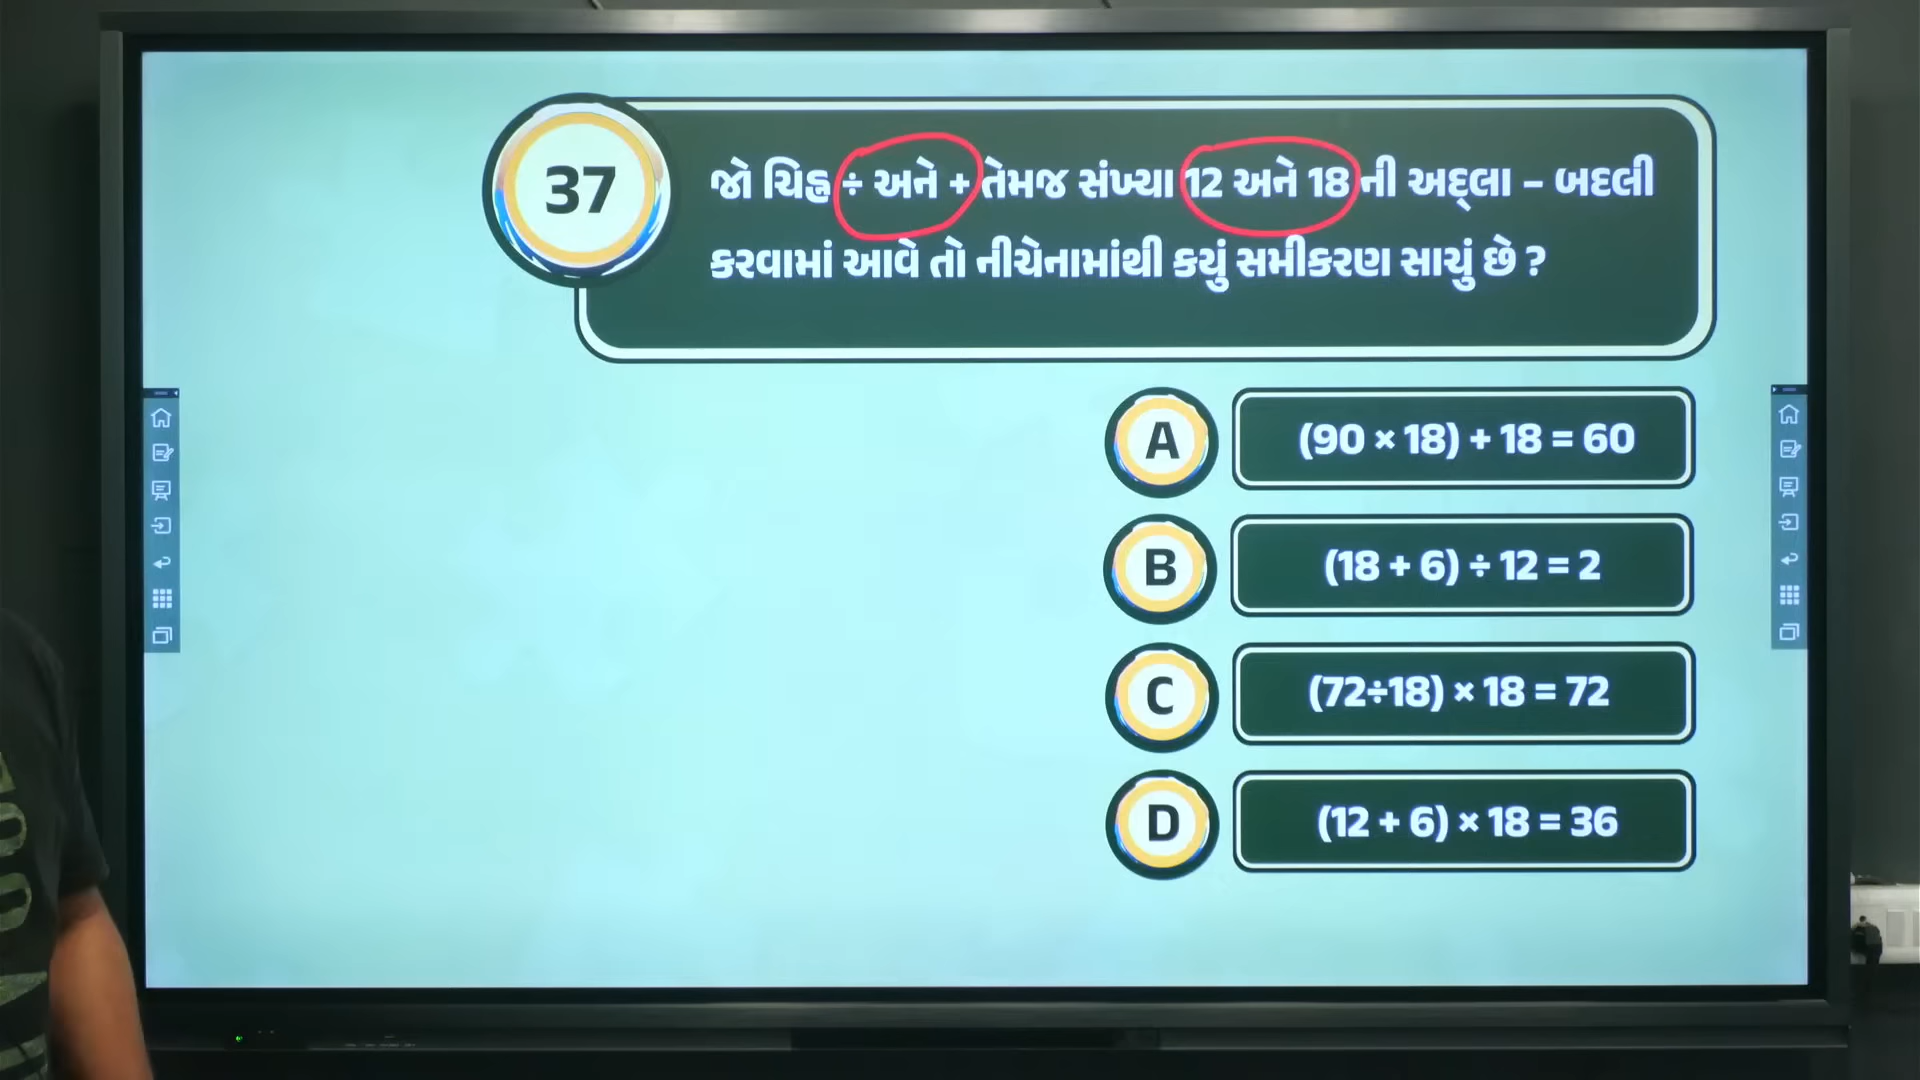 37
જો ચિહ્ન ÷ અને + તેમજ સંખ્યા 12 અને 18 ની અદ્લા – બદલી
કરવામાં આવે તો નીચેનામાંથી કયું સમીકરણ સાચું છે ?
A (90 × 18) + 18 = 60
B (18 + 6) ÷ 12 = 2
C (72÷18) × 18 = 72
D (12 + 6) × 18 = 36